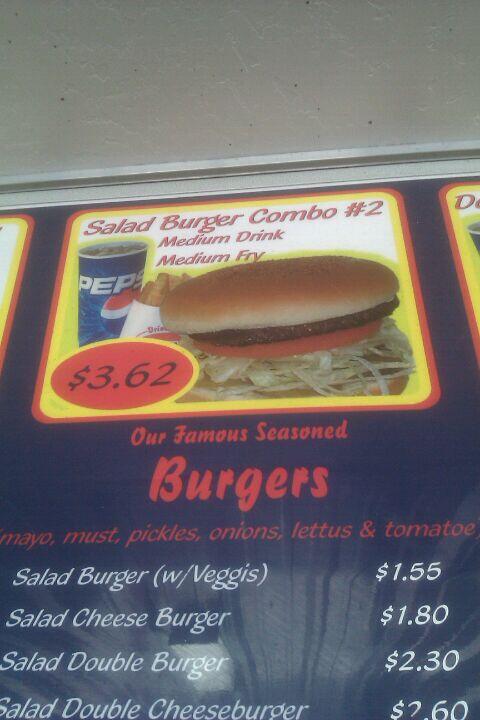 Salad Burger Combo #2
Medium Drink
Medium Fry
PEPS
$3.62
Our Famous Seasoned
Burgers
(mayo, must, pickles, onions, lettus & tomatoe)
Salad Burger (w/Veggis) $1.55
Salad Cheese Burger $1.80
Salad Double Burger $2.30
Salad Double Cheeseburger $2.60